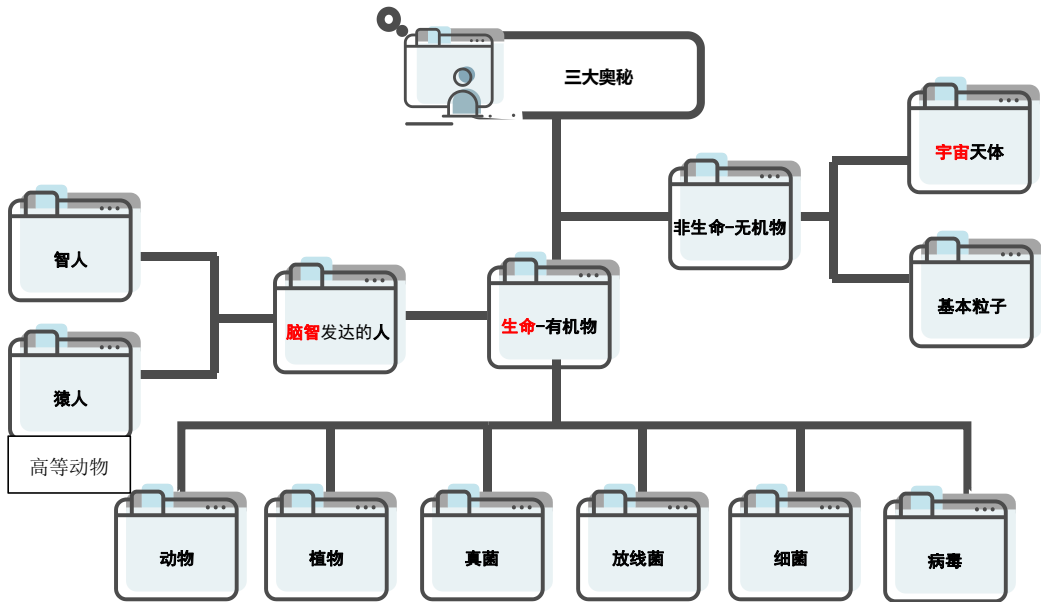 三大奥秘
宇宙天体
非生命-无机物
基本粒子
智人
脑智发达的人
生命-有机物
猿人
高等动物
动物
植物
真菌
放线菌
细菌
病毒